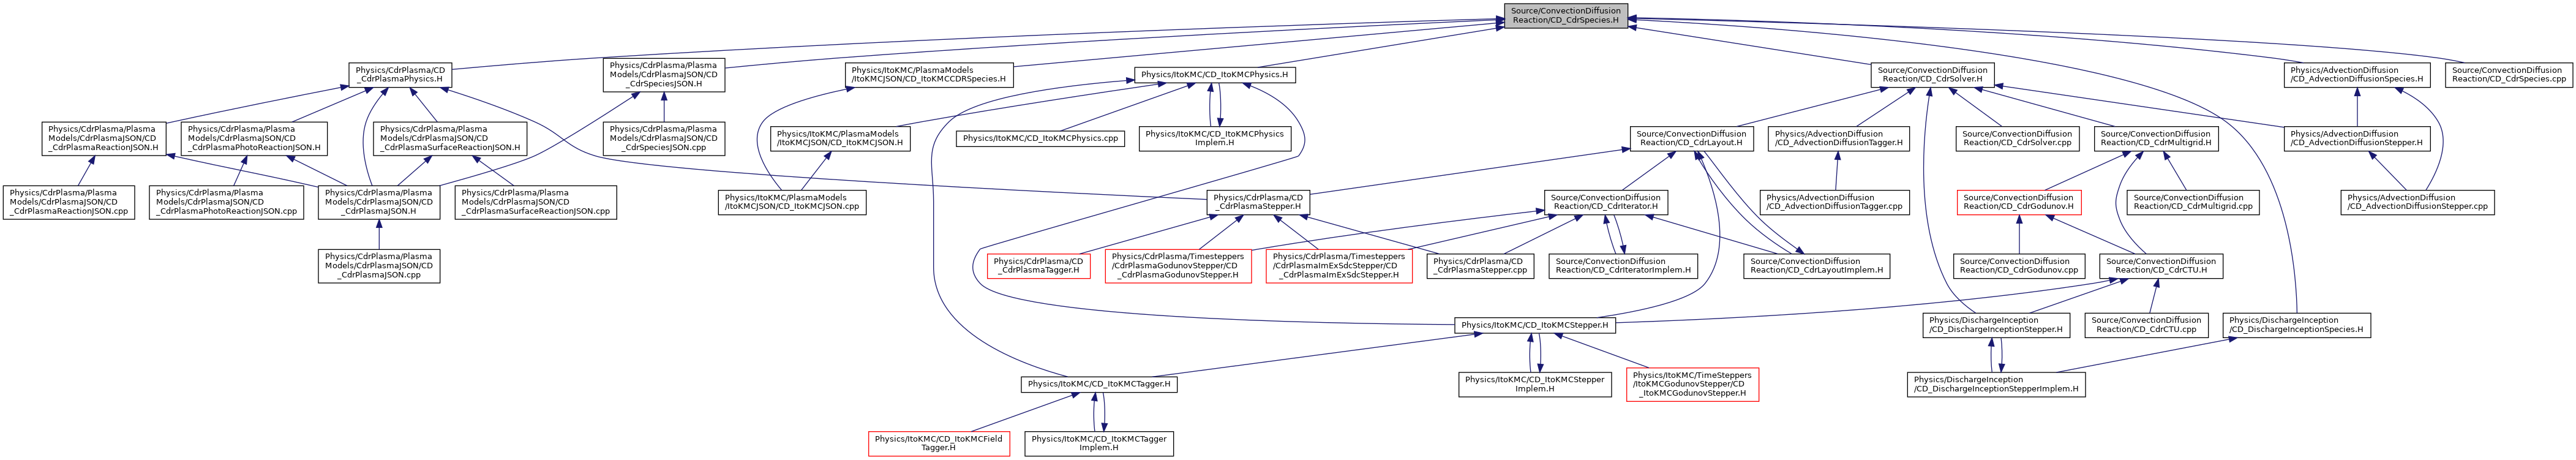 Source/ConvectionDiffusion
Reaction/CD_CdrSpecies.H
Physics/CdrPlasma/CD
_CdrPlasmaPhysics.H
Physics/CdrPlasma/Plasma
Models/CdrPlasmaJSON/CD
_CdrSpeciesJSON.H
Physics/ItoKMC/PlasmaModels
/ItoKMCJSON/CD_ItoKMCCDRSpecies.H
Physics/ItoKMC/CD_ItoKMCPhysics.H
Source/ConvectionDiffusion
Reaction/CD_CdrSolver.H
Physics/AdvectionDiffusion
/CD_AdvectionDiffusionSpecies.H
Source/ConvectionDiffusion
Reaction/CD_CdrSpecies.cpp
Physics/CdrPlasma/Plasma
Models/CdrPlasmaJSON/CD
_CdrPlasmaReactionJSON.H
Physics/CdrPlasma/Plasma
Models/CdrPlasmaJSON/CD
_CdrPlasmaPhotoReactionJSON.H
Physics/CdrPlasma/Plasma
Models/CdrPlasmaJSON/CD
_CdrPlasmaSurfaceReactionJSON.H
Physics/CdrPlasma/Plasma
Models/CdrPlasmaJSON/CD
_CdrSpeciesJSON.cpp
Physics/ItoKMC/PlasmaModels
/ItoKMCJSON/CD_ItoKMCJSON.H
Physics/ItoKMC/CD_ItoKMCPhysics.cpp
Physics/ItoKMC/CD_ItoKMCPhysics
Implem.H
Source/ConvectionDiffusion
Reaction/CD_CdrLayout.H
Physics/AdvectionDiffusion
/CD_AdvectionDiffusionTagger.H
Source/ConvectionDiffusion
Reaction/CD_CdrSolver.cpp
Source/ConvectionDiffusion
Reaction/CD_CdrMultigrid.H
Physics/AdvectionDiffusion
/CD_AdvectionDiffusionStepper.H
Physics/CdrPlasma/Plasma
Models/CdrPlasmaJSON/CD
_CdrPlasmaReactionJSON.cpp
Physics/CdrPlasma/Plasma
Models/CdrPlasmaJSON/CD
_CdrPlasmaPhotoReactionJSON.cpp
Physics/CdrPlasma/Plasma
Models/CdrPlasmaJSON/CD
_CdrPlasmaJSON.H
Physics/CdrPlasma/Plasma
Models/CdrPlasmaJSON/CD
_CdrPlasmaSurfaceReactionJSON.cpp
Physics/ItoKMC/PlasmaModels
/ItoKMCJSON/CD_ItoKMCJSON.cpp
Physics/CdrPlasma/CD
_CdrPlasmaStepper.H
Source/ConvectionDiffusion
Reaction/CD_CdrIterator.H
Physics/AdvectionDiffusion
/CD_AdvectionDiffusionTagger.cpp
Source/ConvectionDiffusion
Reaction/CD_CdrGodunov.H
Source/ConvectionDiffusion
Reaction/CD_CdrMultigrid.cpp
Physics/AdvectionDiffusion
/CD_AdvectionDiffusionStepper.cpp
Physics/CdrPlasma/Plasma
Models/CdrPlasmaJSON/CD
_CdrPlasmaJSON.cpp
Physics/CdrPlasma/CD
_CdrPlasmaTagger.H
Physics/CdrPlasma/Timesteppers
/CdrPlasmaGodunovStepper/CD
_CdrPlasmaGodunovStepper.H
Physics/CdrPlasma/Timesteppers
/CdrPlasmaImExSdcStepper/CD
_CdrPlasmaImExSdcStepper.H
Physics/CdrPlasma/CD
_CdrPlasmaStepper.cpp
Source/ConvectionDiffusion
Reaction/CD_CdrIteratorImplem.H
Source/ConvectionDiffusion
Reaction/CD_CdrLayoutImplem.H
Source/ConvectionDiffusion
Reaction/CD_CdrGodunov.cpp
Source/ConvectionDiffusion
Reaction/CD_CdrCTU.H
Physics/ItoKMC/CD_ItoKMCStepper.H
Physics/DischargeInception
/CD_DischargeInceptionStepper.H
Source/ConvectionDiffusion
Reaction/CD_CdrCTU.cpp
Physics/DischargeInception
/CD_DischargeInceptionSpecies.H
Physics/ItoKMC/CD_ItoKMCTagger.H
Physics/ItoKMC/CD_ItoKMCStepper
Implem.H
Physics/ItoKMC/TimeSteppers
/ItoKMCGodunovStepper/CD
_ItoKMCGodunovStepper.H
Physics/DischargeInception
/CD_DischargeInceptionStepperImplem.H
Physics/ItoKMC/CD_ItoKMCField
Tagger.H
Physics/ItoKMC/CD_ItoKMCTagger
Implem.H